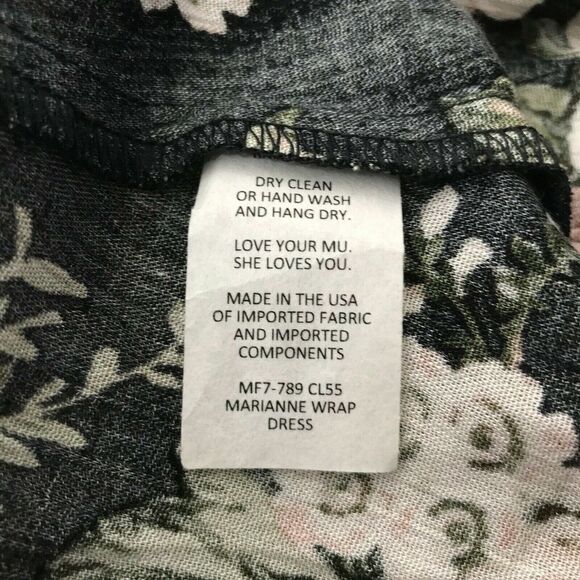 DRY CLEAN
OR HAND WASH
AND HANG DRY.
LOVE YOUR MU.
SHE LOVES YOU.
MADE IN THE USA
OF IMPORTED FABRIC
AND IMPORTED
COMPONENTS
MF7-789 CL55
MARIANNE WRAP
DRESS